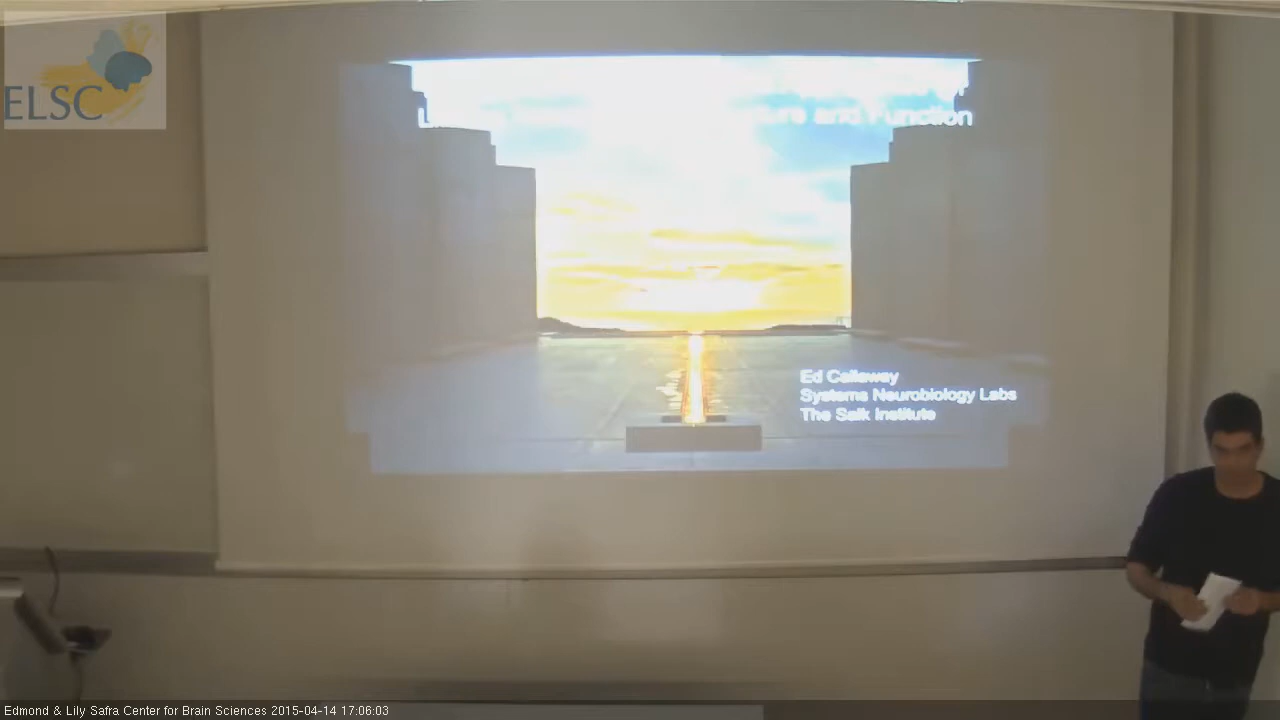 ELSC
and Function
Ed Callaway
Systems Neurobiology Labs
The Salk Institute
Edmond & Lily Safra Center for Brain Sciences 2015-04-14 17:06:03